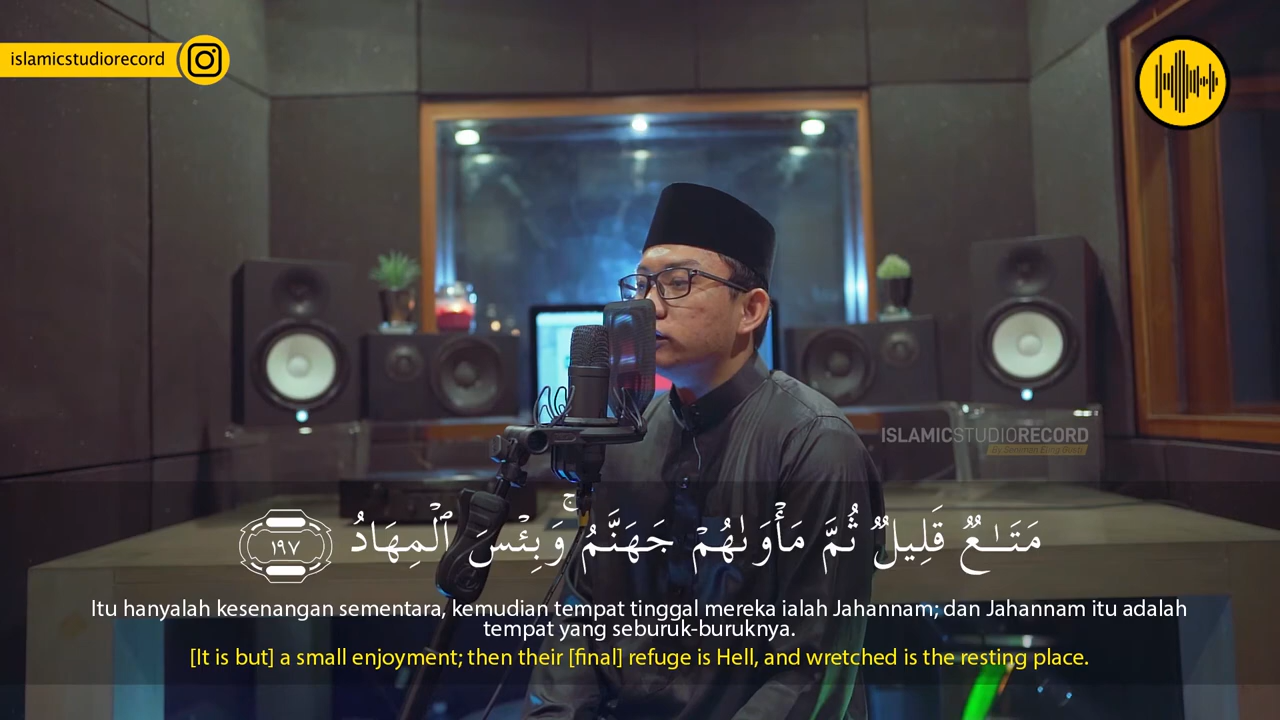 islamicstudiorecord
ISLAMICSTUDIORECORD
مَتَـٰعٌۭ قَلِيلٌۭ ثُمَّ مَأْوَىٰهُمْ جَهَنَّمُ ۚ وَبِئْسَ ٱلْمِهَادُ ١٩٧
Itu hanyalah kesenangan sementara, kemudian tempat tinggal mereka ialah Jahannam; dan Jahannam itu adalah
tempat yang seburuk-buruknya.
[It is but] a small enjoyment; then their [final] refuge is Hell, and wretched is the resting place.